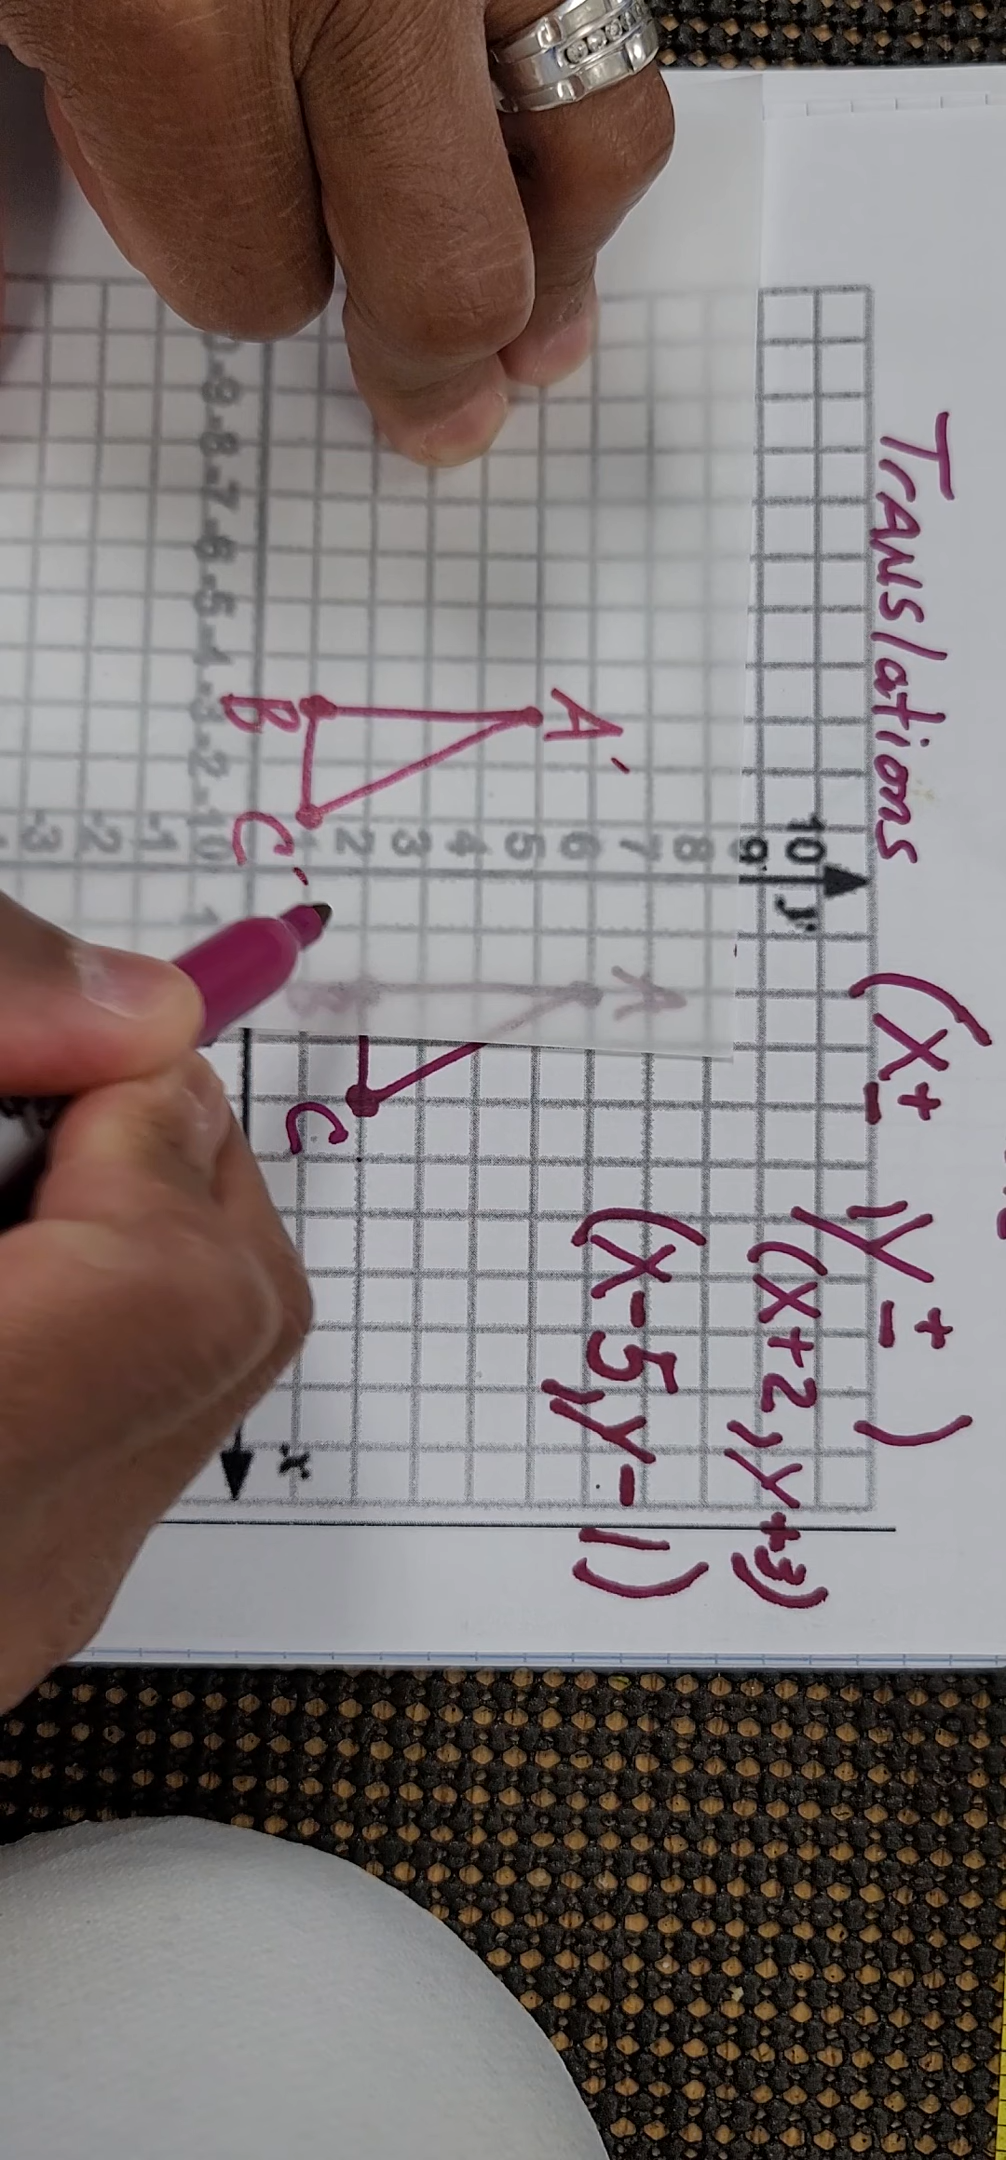 Translations
(x ± , y ± )
(x+2, y+3)
(x-5, y-1)
10 y
9
8
7
6
5
4
3
2
A'
A
B
C'
B
C
-9 -8 -7 -6 -5 -4 -3 -2 -1 0 1
x
-1
-2
-3